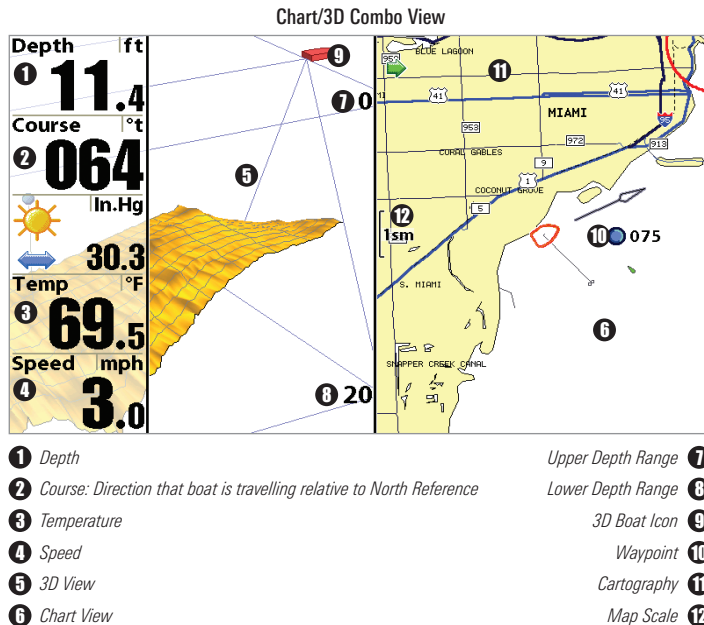 Chart/3D Combo View
Depth ft
1 11.4
Course °t
2 064
In.Hg
30.3
Temp °F
3 69.5
Speed mph
4 3.0
9
7 0
5
8 20
BLUE LAGOON
11
41
41
MIAMI
953
972
913
CORAL GABLES
9
1
COCONUT GROVE
5
12
1sm
10 075
S. MIAMI
6
SNAPPER CREEK CANAL
1 Depth
2 Course: Direction that boat is travelling relative to North Reference
3 Temperature
4 Speed
5 3D View
6 Chart View
Upper Depth Range 7
Lower Depth Range 8
3D Boat Icon 9
Waypoint 10
Cartography 11
Map Scale 12